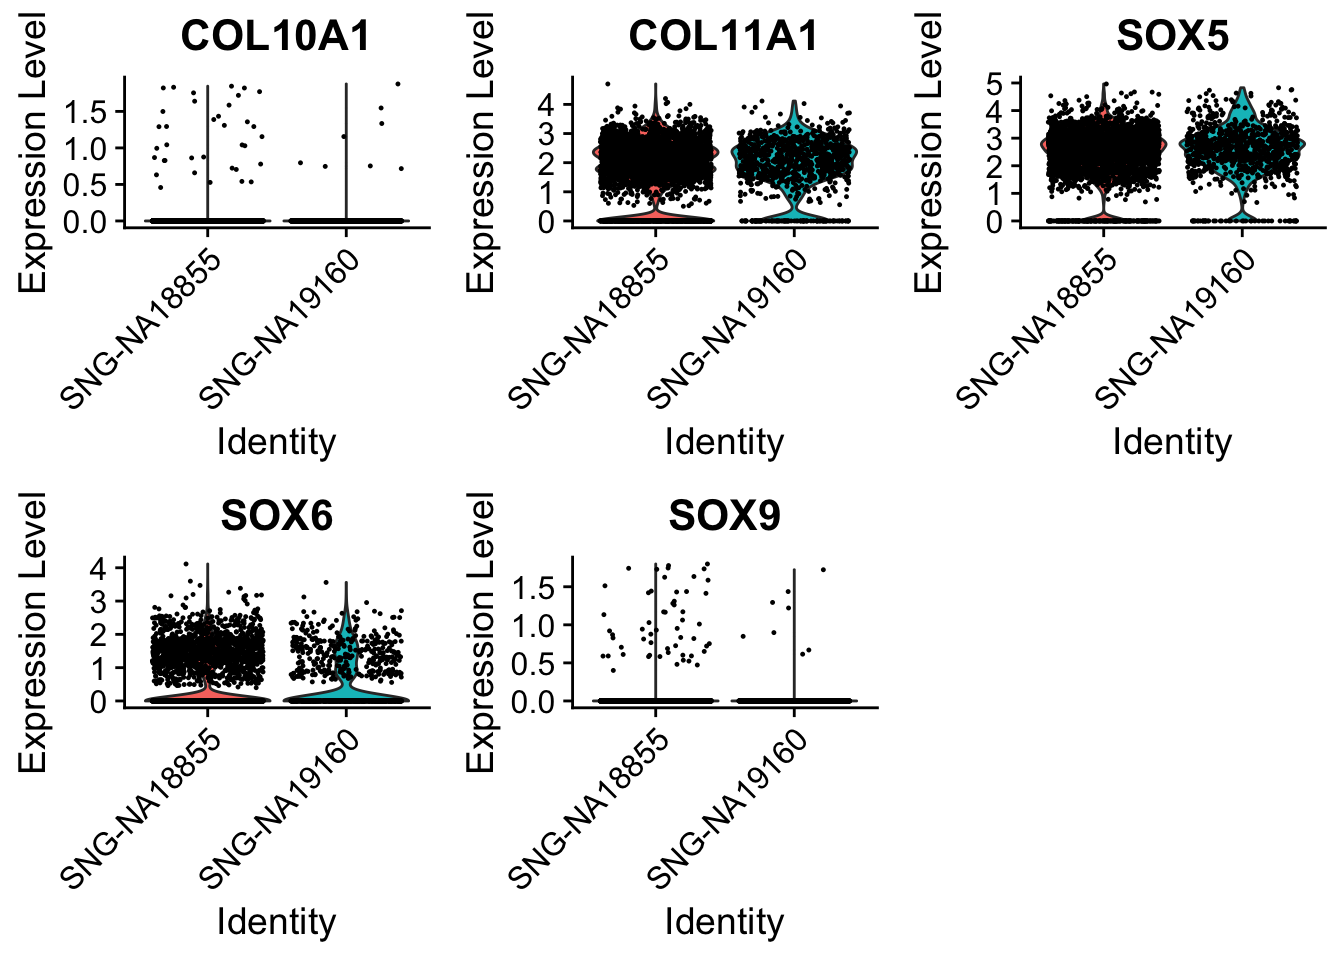 COL10A1
Expression Level
1.5
1.0
0.5
0.0
SNG-NA18855
SNG-NA19160
Identity
COL11A1
Expression Level
4
3
2
1
0
SNG-NA18855
SNG-NA19160
Identity
SOX5
Expression Level
5
4
3
2
1
0
SNG-NA18855
SNG-NA19160
Identity
SOX6
Expression Level
4
3
2
1
0
SNG-NA18855
SNG-NA19160
Identity
SOX9
Expression Level
1.5
1.0
0.5
0.0
SNG-NA18855
SNG-NA19160
Identity